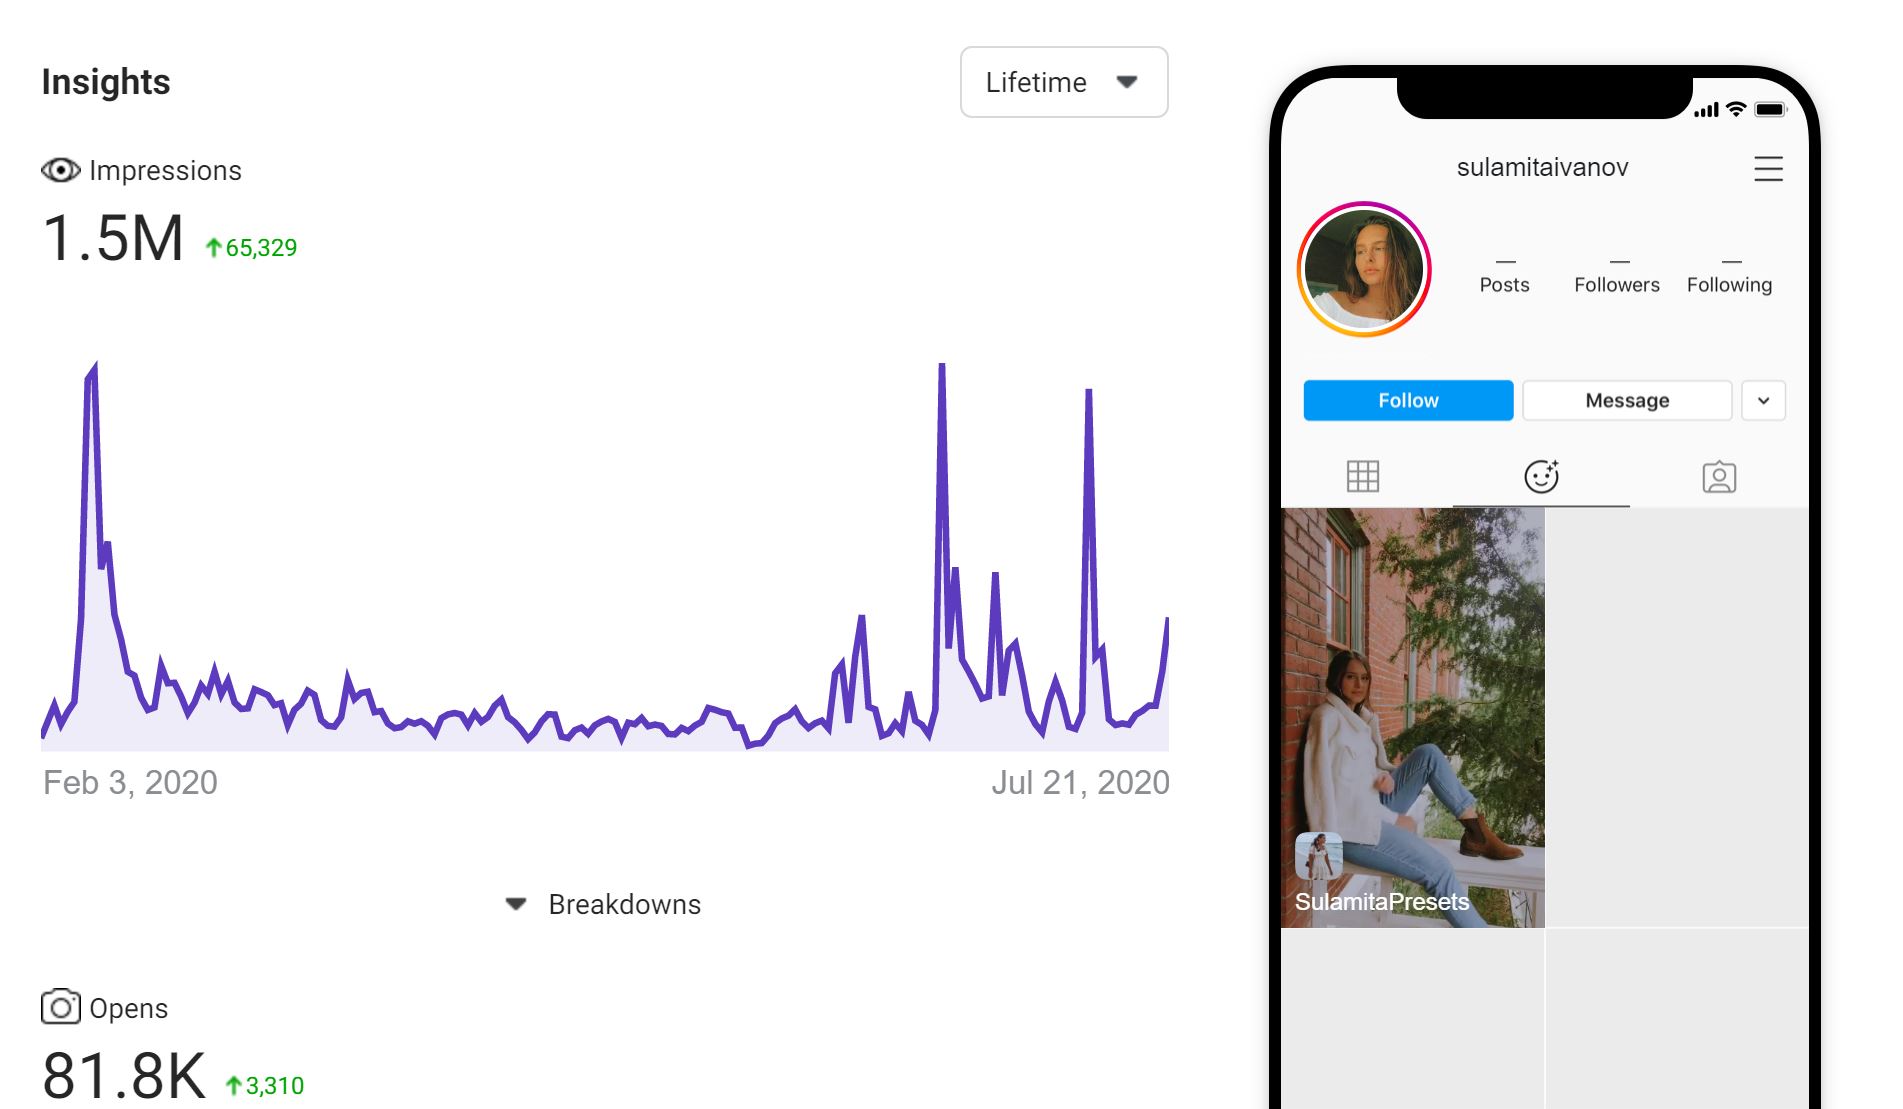 Insights
Lifetime
Impressions
1.5M
65,329
Feb 3, 2020
Jul 21, 2020
Breakdowns
Opens
81.8K
3,310
sulamitaivanov
Posts
Followers
Following
Follow
Message
SulamitaPresets